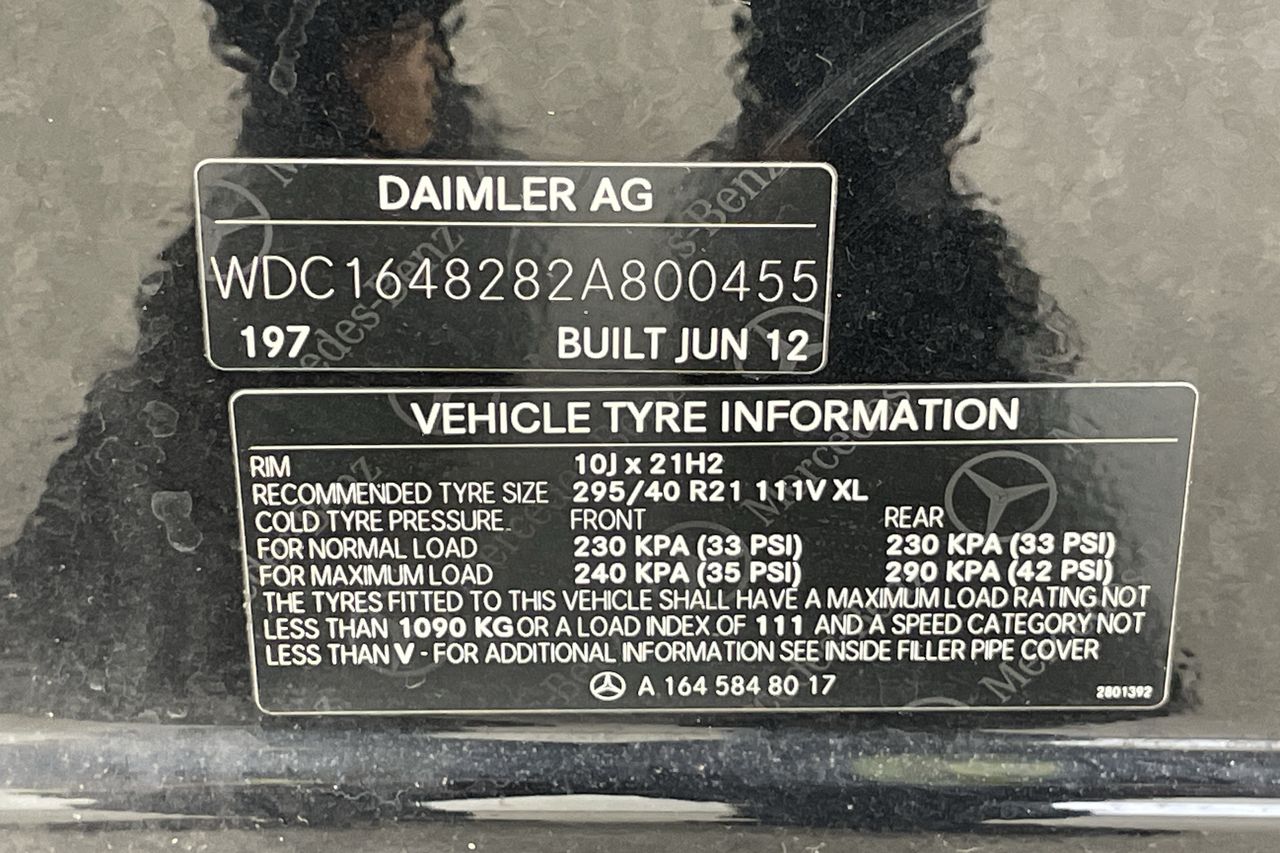 DAIMLER AG
WDC1648282A800455
197 BUILT JUN 12
VEHICLE TYRE INFORMATION
RIM 10J x 21H2
RECOMMENDED TYRE SIZE 295/40 R21 111V XL
COLD TYRE PRESSURE FRONT REAR
FOR NORMAL LOAD 230 KPA (33 PSI) 230 KPA (33 PSI)
FOR MAXIMUM LOAD 240 KPA (35 PSI) 290 KPA (42 PSI)
THE TYRES FITTED TO THIS VEHICLE SHALL HAVE A MAXIMUM LOAD RATING NOT
LESS THAN 1090 KG OR A LOAD INDEX OF 111 AND A SPEED CATEGORY NOT
LESS THAN V - FOR ADDITIONAL INFORMATION SEE INSIDE FILLER PIPE COVER
A 164 584 80 17
2801392